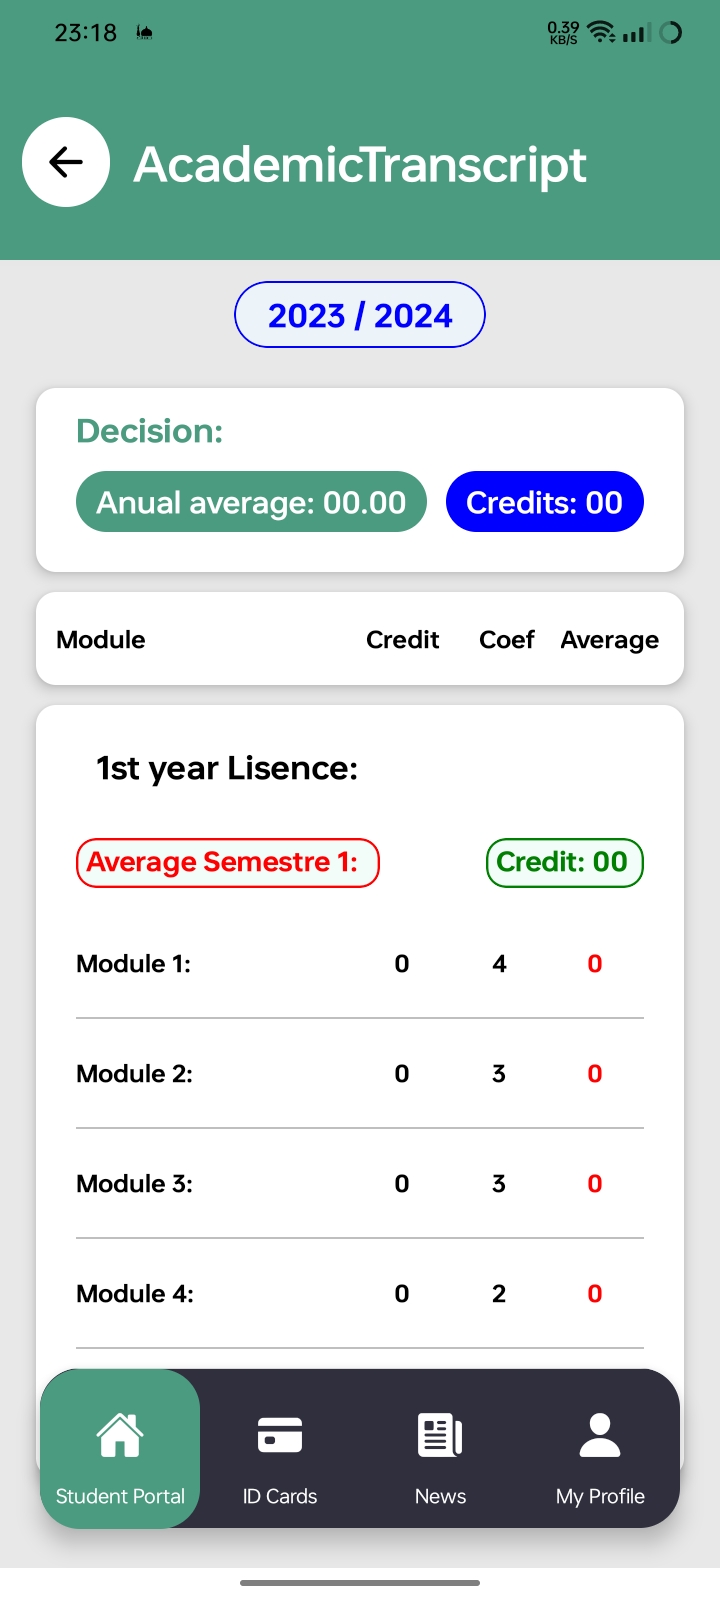 23:18
0.39
KB/S
AcademicTranscript
2023 / 2024
Decision:
Anual average: 00.00 Credits: 00
Module Credit Coef Average
1st year Lisence:
Average Semestre 1: Credit: 00
Module 1: 0 4 0
Module 2: 0 3 0
Module 3: 0 3 0
Module 4: 0 2 0
Student Portal ID Cards News My Profile